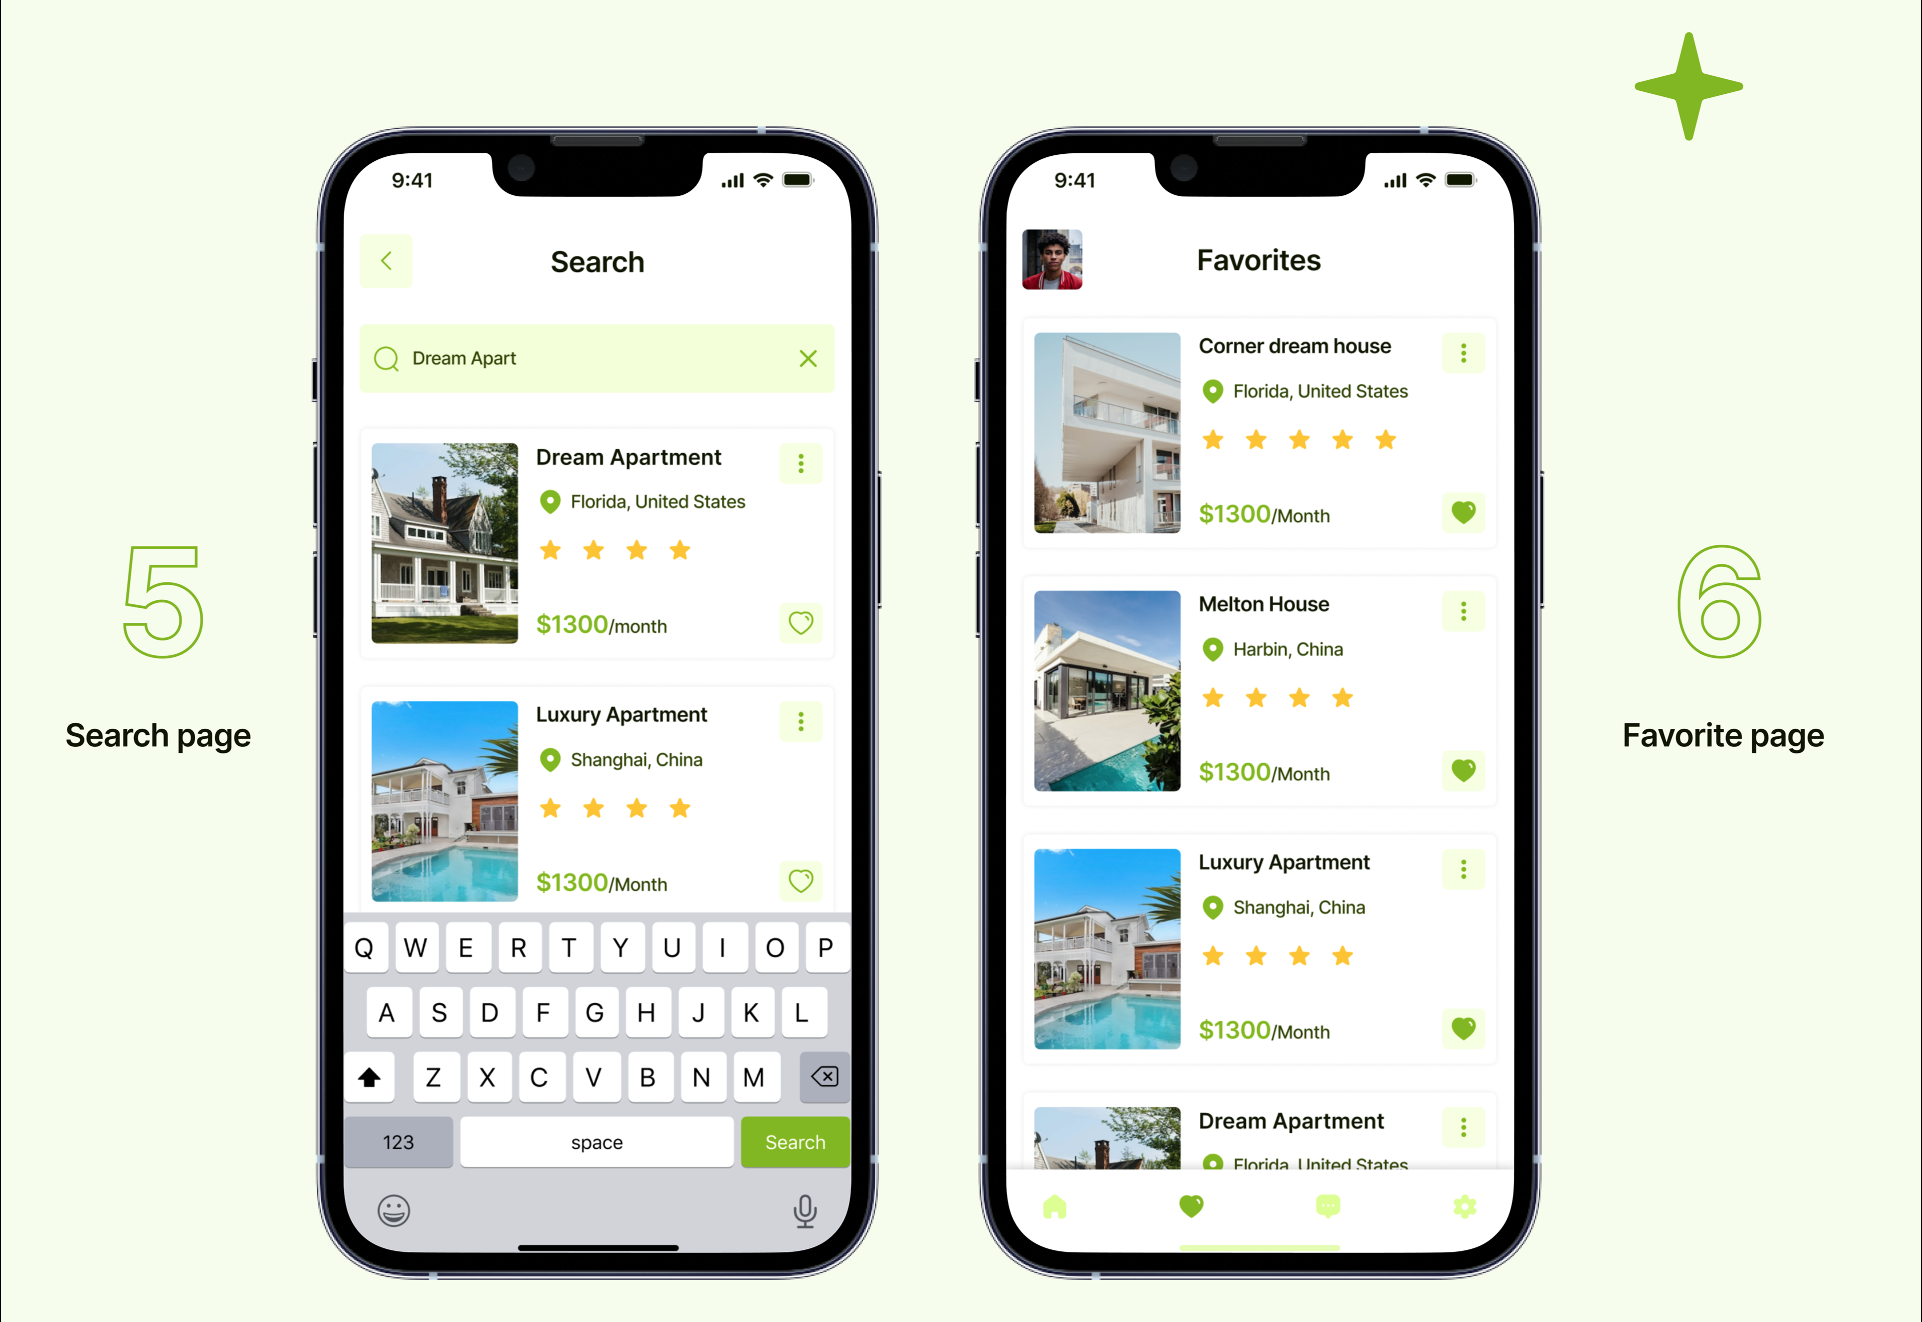 5
Search page
9:41
Search
Dream Apart
Dream Apartment
Florida, United States
$1300/month
Luxury Apartment
Shanghai, China
$1300/Month
Q W E R T Y U I O P
A S D F G H J K L
Z X C V B N M
123 space Search
9:41
Favorites
Corner dream house
Florida, United States
$1300/Month
Melton House
Harbin, China
$1300/Month
Luxury Apartment
Shanghai, China
$1300/Month
Dream Apartment
Florida, United States
6
Favorite page